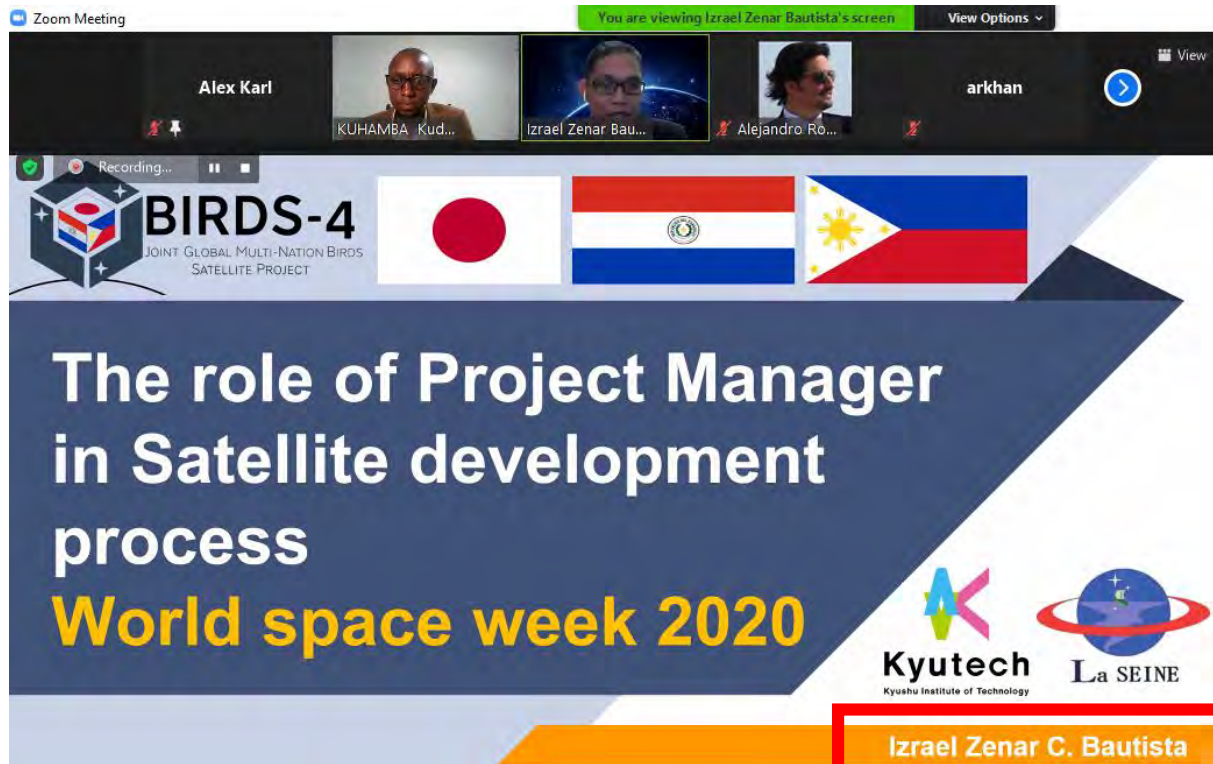 Zoom Meeting
You are viewing Izrael Zenar Bautista's screen
View Options
View
Alex Karl
KUHAMBA Kud...
Izrael Zenar Bau...
Alejandro Ro...
arkhan
Recording...
BIRDS-4
JOINT GLOBAL MULTI-NATION BIRDS
SATELLITE PROJECT
The role of Project Manager
in Satellite development
process
World space week 2020
Kyutech
Kyushu Institute of Technology
La SEINE
Izrael Zenar C. Bautista